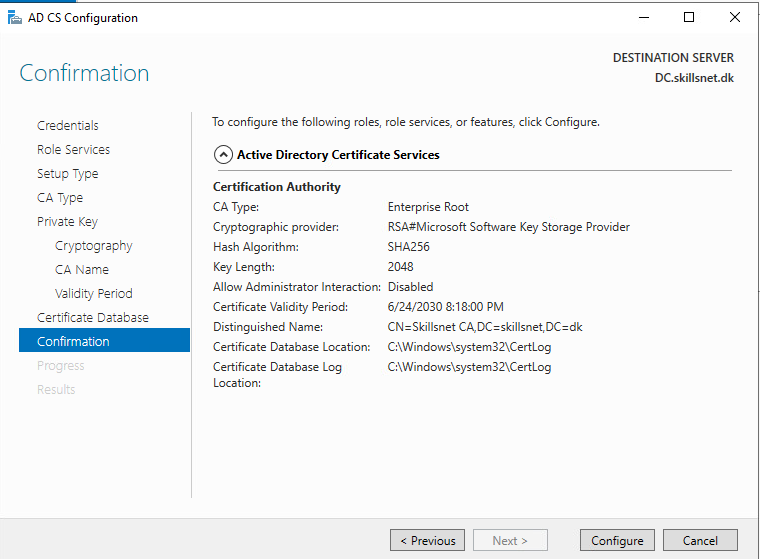 AD CS Configuration
Confirmation
DESTINATION SERVER
DC.skillsnet.dk
Credentials
Role Services
Setup Type
CA Type
Private Key
Cryptography
CA Name
Validity Period
Certificate Database
Confirmation
Progress
Results
To configure the following roles, role services, or features, click Configure.
Active Directory Certificate Services
Certification Authority
CA Type: Enterprise Root
Cryptographic provider: RSA#Microsoft Software Key Storage Provider
Hash Algorithm: SHA256
Key Length: 2048
Allow Administrator Interaction: Disabled
Certificate Validity Period: 6/24/2030 8:18:00 PM
Distinguished Name: CN=Skillsnet CA,DC=skillsnet,DC=dk
Certificate Database Location: C:\Windows\system32\CertLog
Certificate Database Log C:\Windows\system32\CertLog
Location:
< Previous Next > Configure Cancel